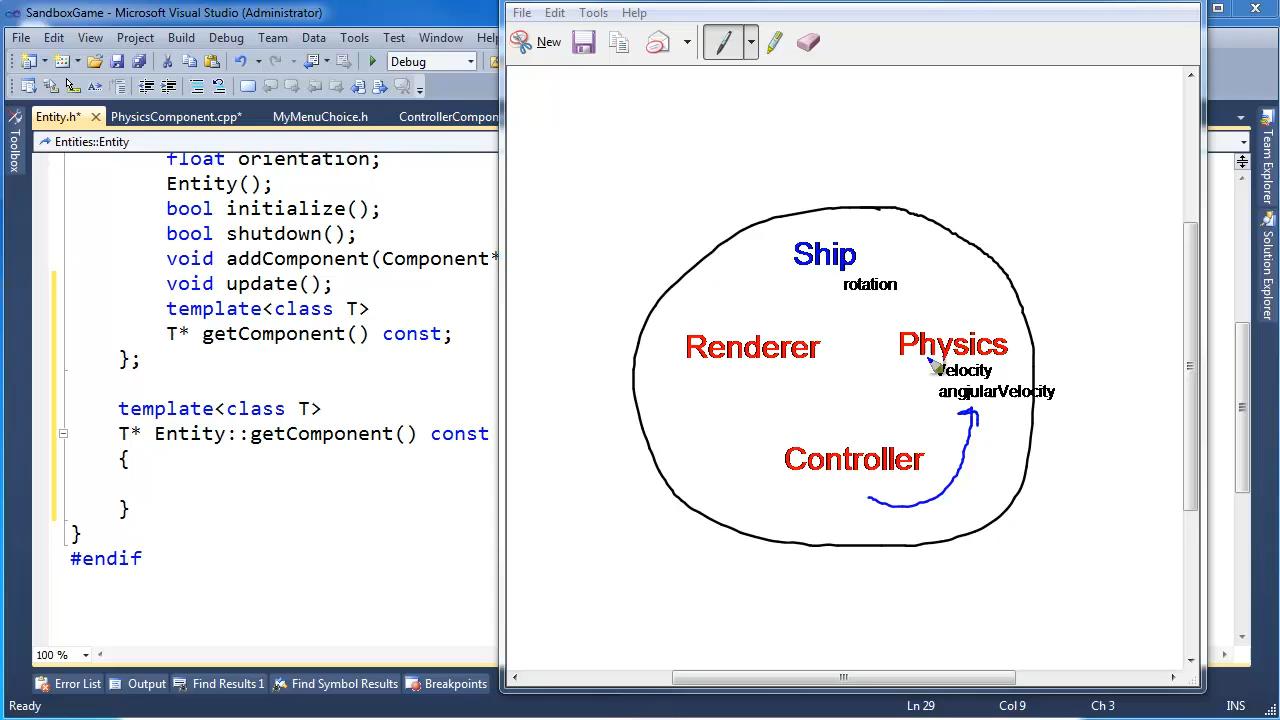 SandboxGame - Microsoft Visual Studio (Administrator)
File Edit View Project Build Debug Team Data Tools Test Window Help
Debug
Entity.h* PhysicsComponent.cpp* MyMenuChoice.h ControllerCompon
Entities::Entity
Toolbox
float orientation;
Entity();
bool initialize();
bool shutdown();
void addComponent(Component*
void update();
template<class T>
T* getComponent() const;
};
template<class T>
T* Entity::getComponent() const
{
}
}
#endif
100 %
Error List Output Find Results 1 Find Symbol Results Breakpoints
Ready
Ln 29 Col 9 Ch 3 INS
File Edit Tools Help
New
Ship
rotation
Renderer
Physics
Velocity
angjularVelocity
Controller
Team Explorer
Solution Explorer